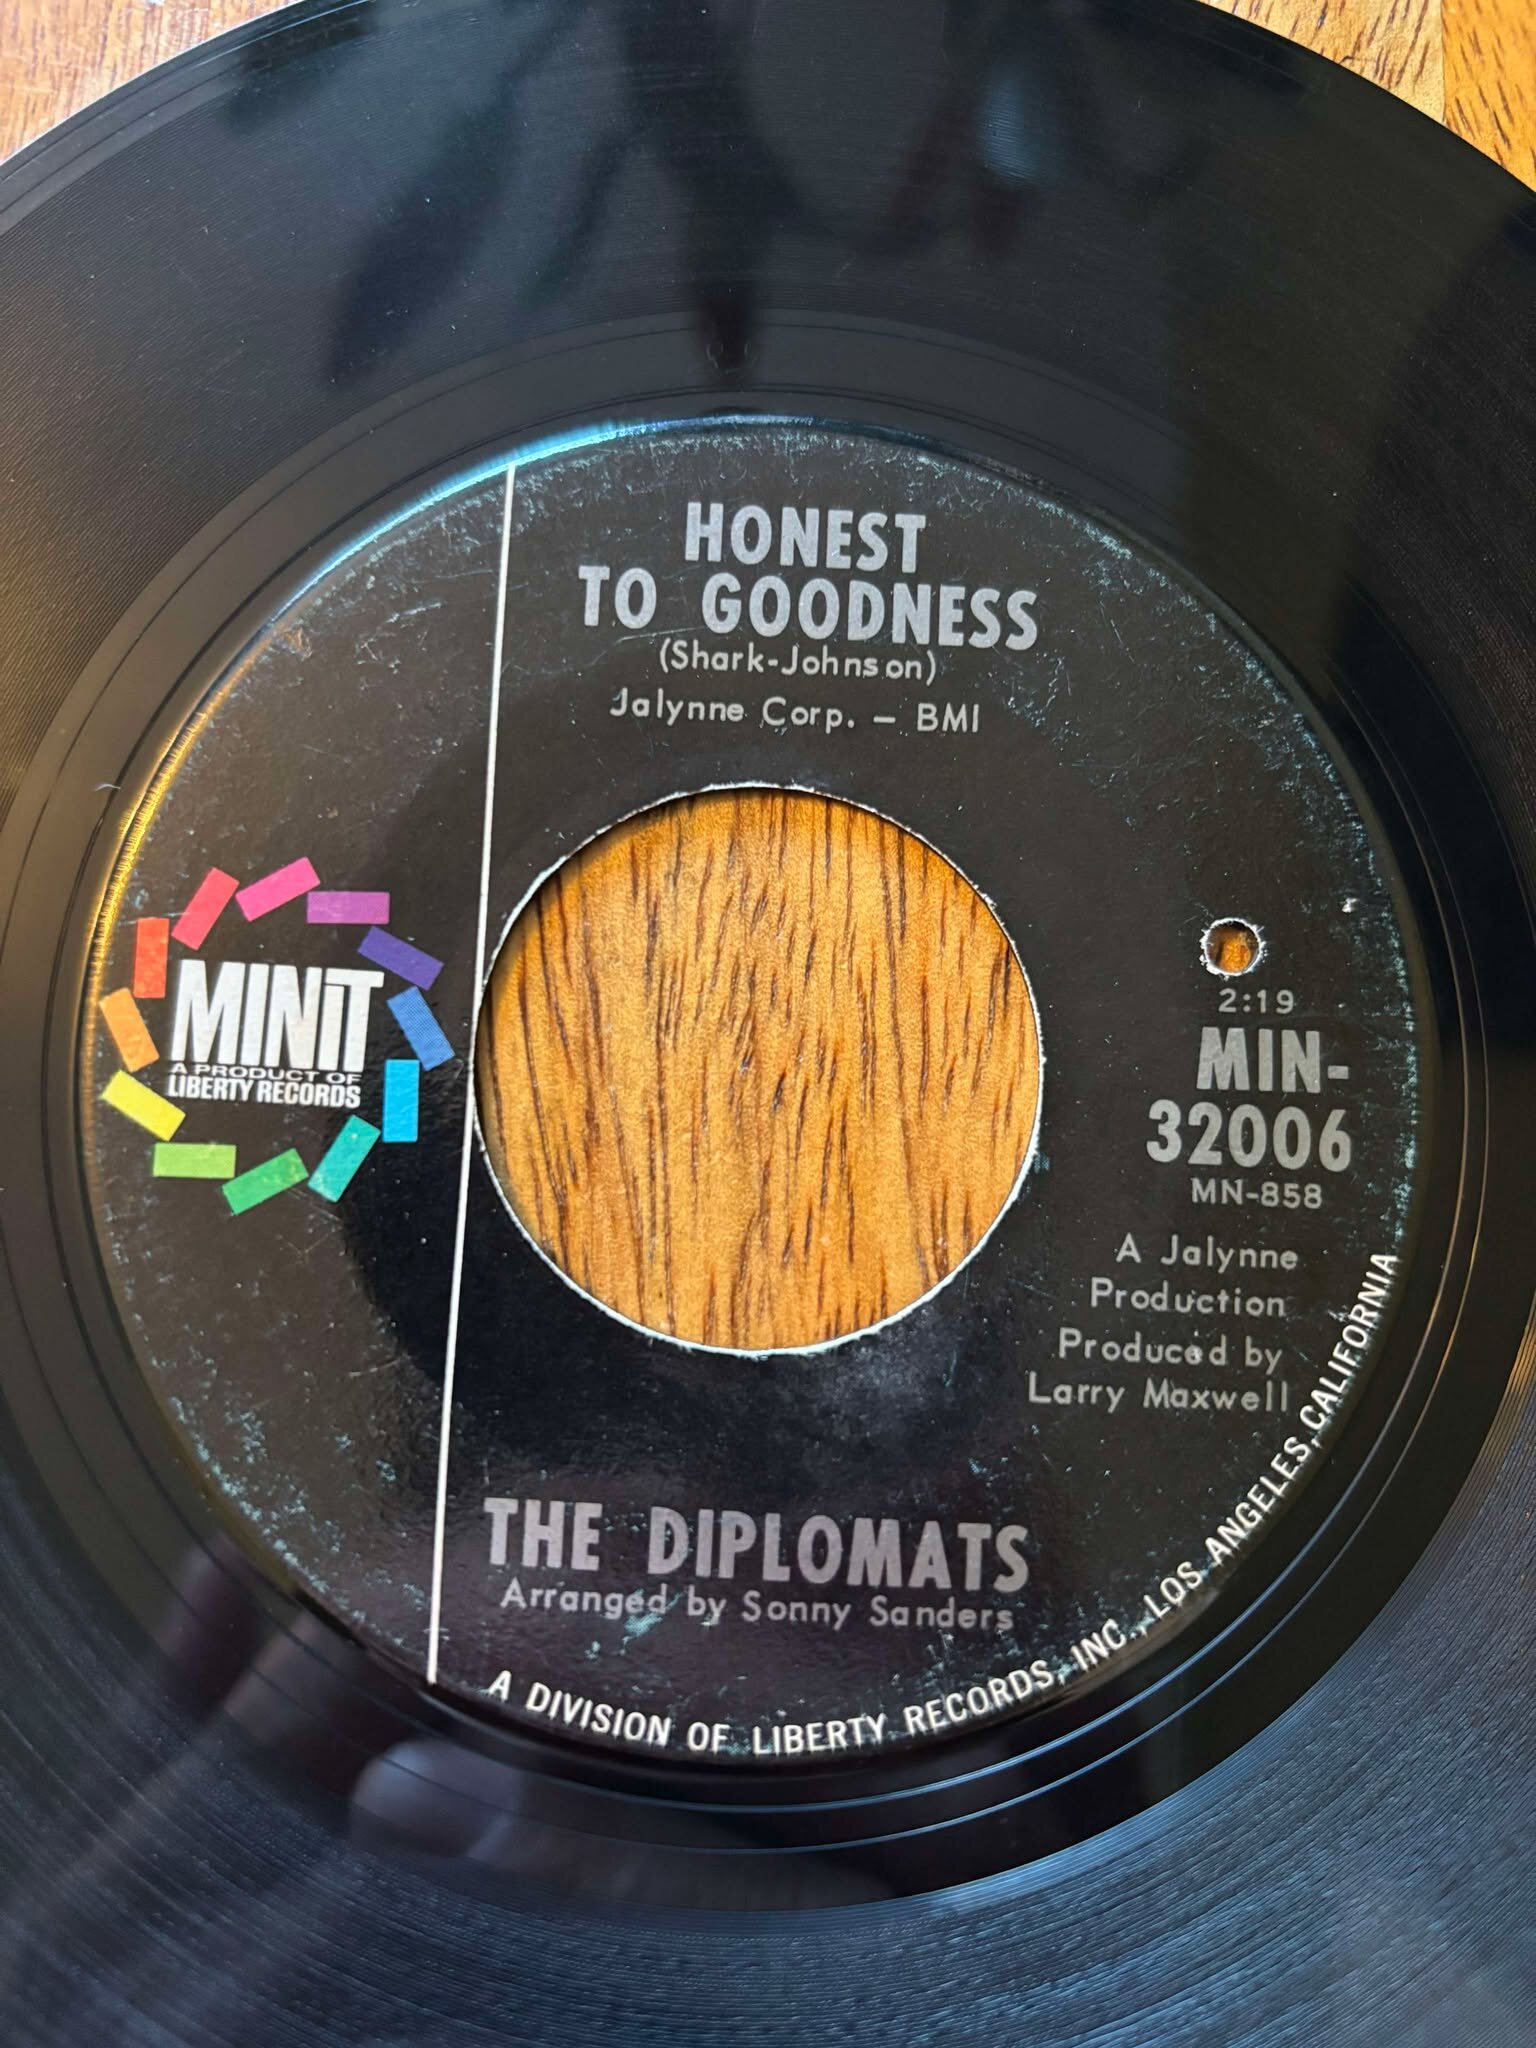 HONEST
TO GOODNESS
(Shark-Johnson)
Jalynne Corp. — BMI
MINIT
A PRODUCT OF
LIBERTY RECORDS
2:19
MIN-
32006
MN-858
A Jalynne
Production
Produced by
Larry Maxwell
THE DIPLOMATS
Arranged by Sonny Sanders
A DIVISION OF LIBERTY RECORDS, INC., LOS ANGELES, CALIFORNIA